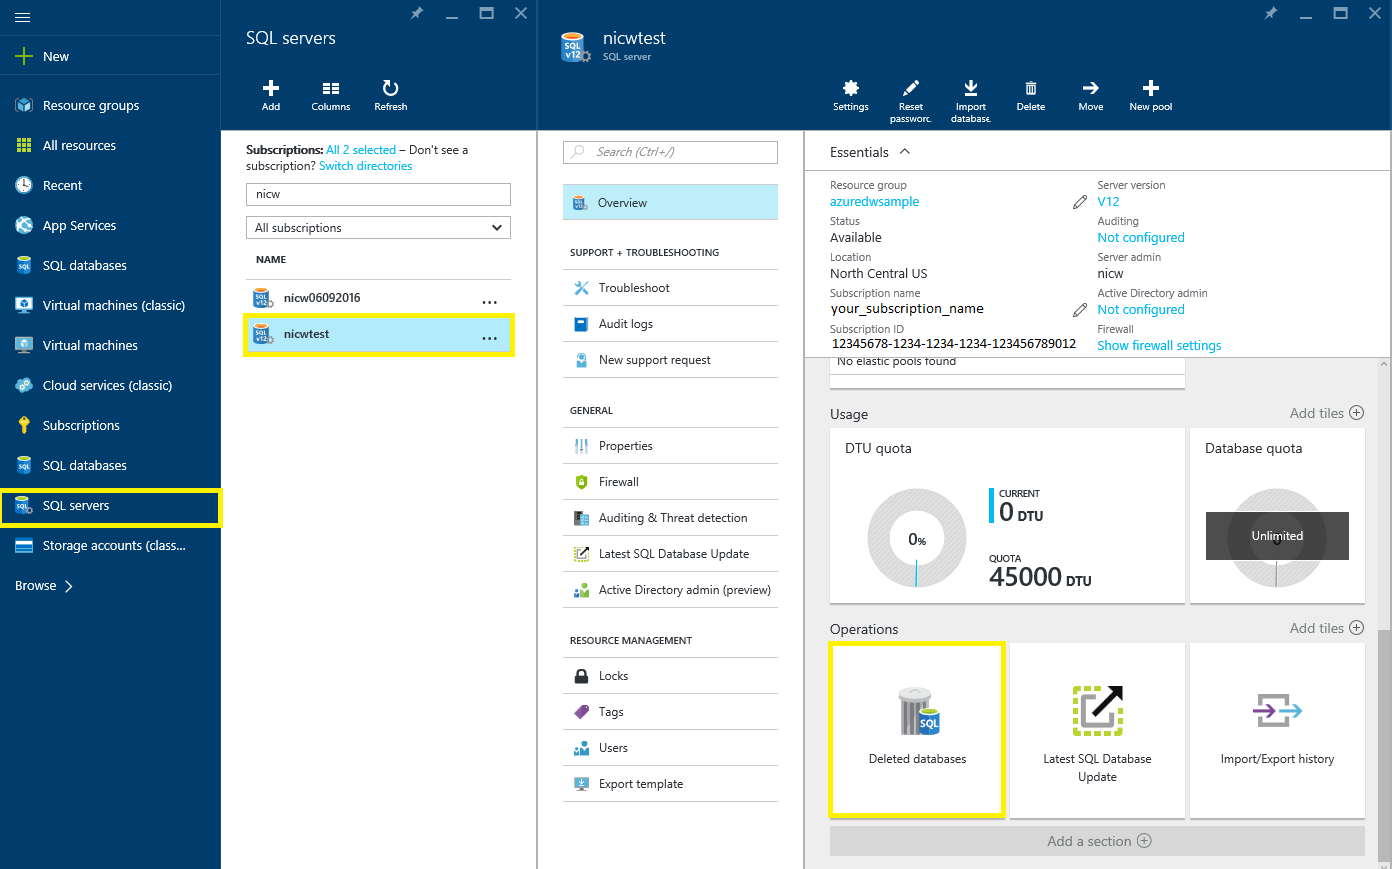 New
Resource groups
All resources
Recent
App Services
SQL databases
Virtual machines (classic)
Virtual machines
Cloud services (classic)
Subscriptions
SQL databases
SQL servers
Storage accounts (class...
Browse
SQL servers
Add
Columns
Refresh
Subscriptions: All 2 selected – Don't see a
subscription? Switch directories
nicw
All subscriptions
NAME
nicw06092016
...
nicwtest
...
nicwtest
SQL server
Settings
Reset
password
Import
database
Delete
Move
New pool
Search (Ctrl+/)
Overview
SUPPORT + TROUBLESHOOTING
Troubleshoot
Audit logs
New support request
GENERAL
Properties
Firewall
Auditing & Threat detection
Latest SQL Database Update
Active Directory admin (preview)
RESOURCE MANAGEMENT
Locks
Tags
Users
Export template
Essentials
Resource group
azuredwsample
Status
Available
Location
North Central US
Subscription name
your_subscription_name
Subscription ID
12345678-1234-1234-1234-123456789012
Server version
V12
Auditing
Not configured
Server admin
nicw
Active Directory admin
Not configured
Firewall
Show firewall settings
No elastic pools found
Usage
Add tiles
DTU quota
0%
CURRENT
0 DTU
QUOTA
45000 DTU
Database quota
Unlimited
Operations
Add tiles
Deleted databases
Latest SQL Database
Update
Import/Export history
Add a section